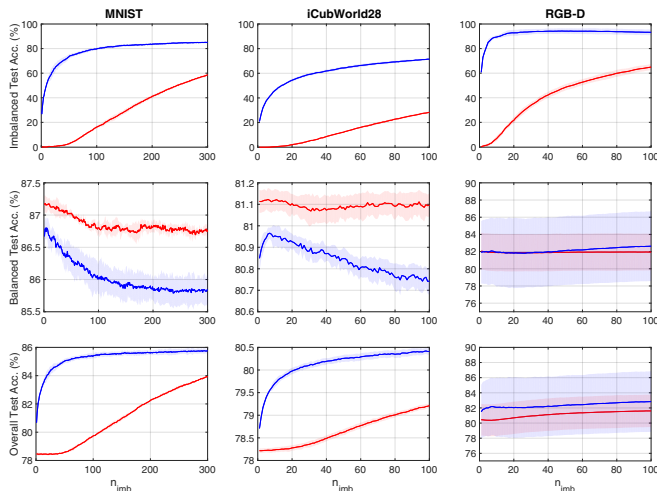 MNIST iCubWorld28 RGB-D
Imbalanced Test Acc. (%)
100 80 60 40 20 0
0 100 200 300
100 80 60 40 20 0
0 20 40 60 80 100
100 80 60 40 20 0
0 20 40 60 80 100
Balanced Test Acc. (%)
87.5 87 86.5 86 85.5
0 100 200 300
81.2 81.1 81 80.9 80.8 80.7 80.6
0 20 40 60 80 100
90 88 86 84 82 80 78 76
0 20 40 60 80 100
Overall Test Acc. (%)
86 84 82 80 78
0 100 200 300
n_imb
80.5 80 79.5 79 78.5 78
0 20 40 60 80 100
n_imb
90 88 86 84 82 80 78 76
0 20 40 60 80 100
n_imb